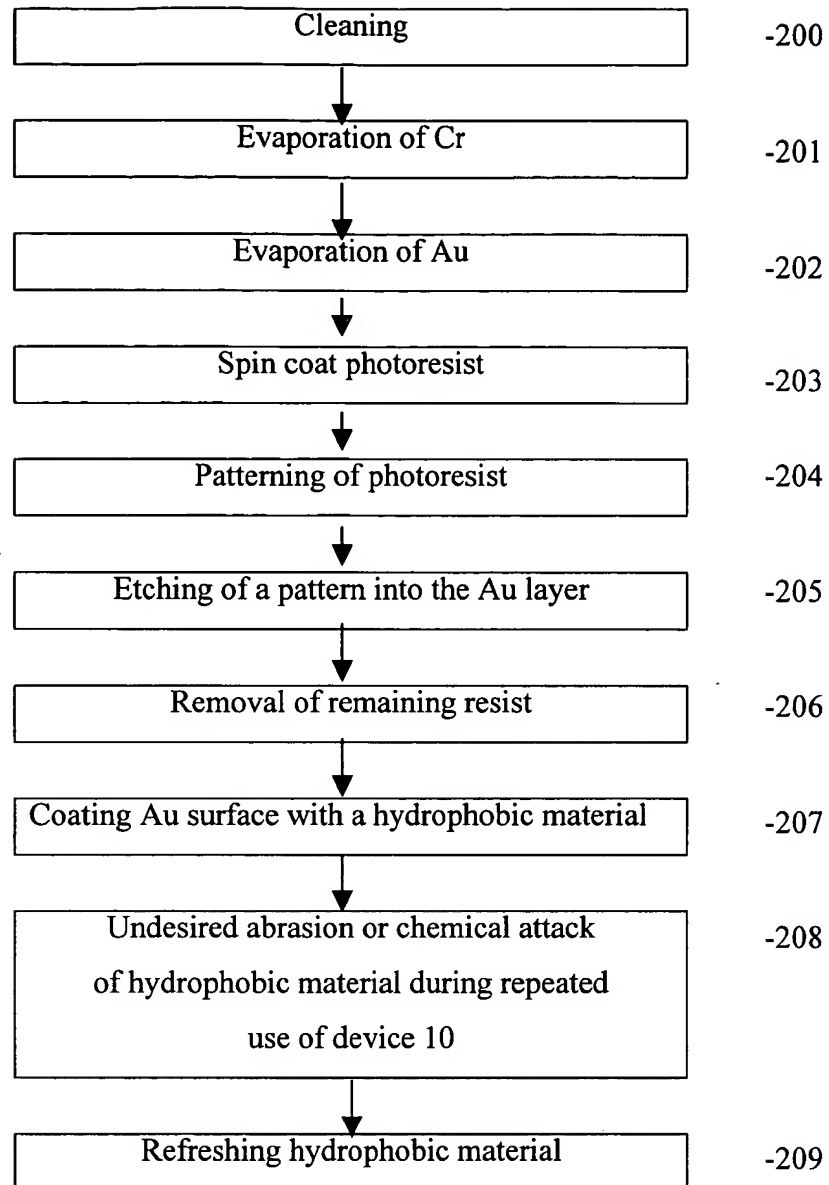 Cleaning -200
Evaporation of Cr -201
Evaporation of Au -202
Spin coat photoresist -203
Patterning of photoresist -204
Etching of a pattern into the Au layer -205
Removal of remaining resist -206
Coating Au surface with a hydrophobic material -207
Undesired abrasion or chemical attack -208
of hydrophobic material during repeated
use of device 10
Refreshing hydrophobic material -209